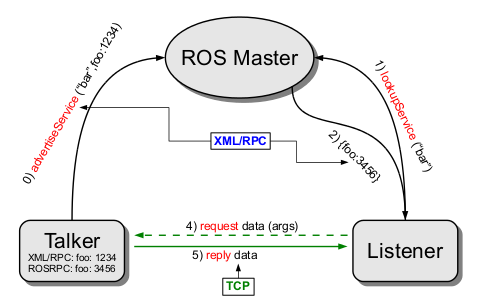 ROS Master
0) advertiseService ("bar",foo:1234)
1) lookupService ("bar")
XML/RPC
2) {foo:3456}
4) request data (args)
Talker
XML/RPC: foo: 1234
ROSRPC: foo: 3456
Listener
5) reply data
TCP